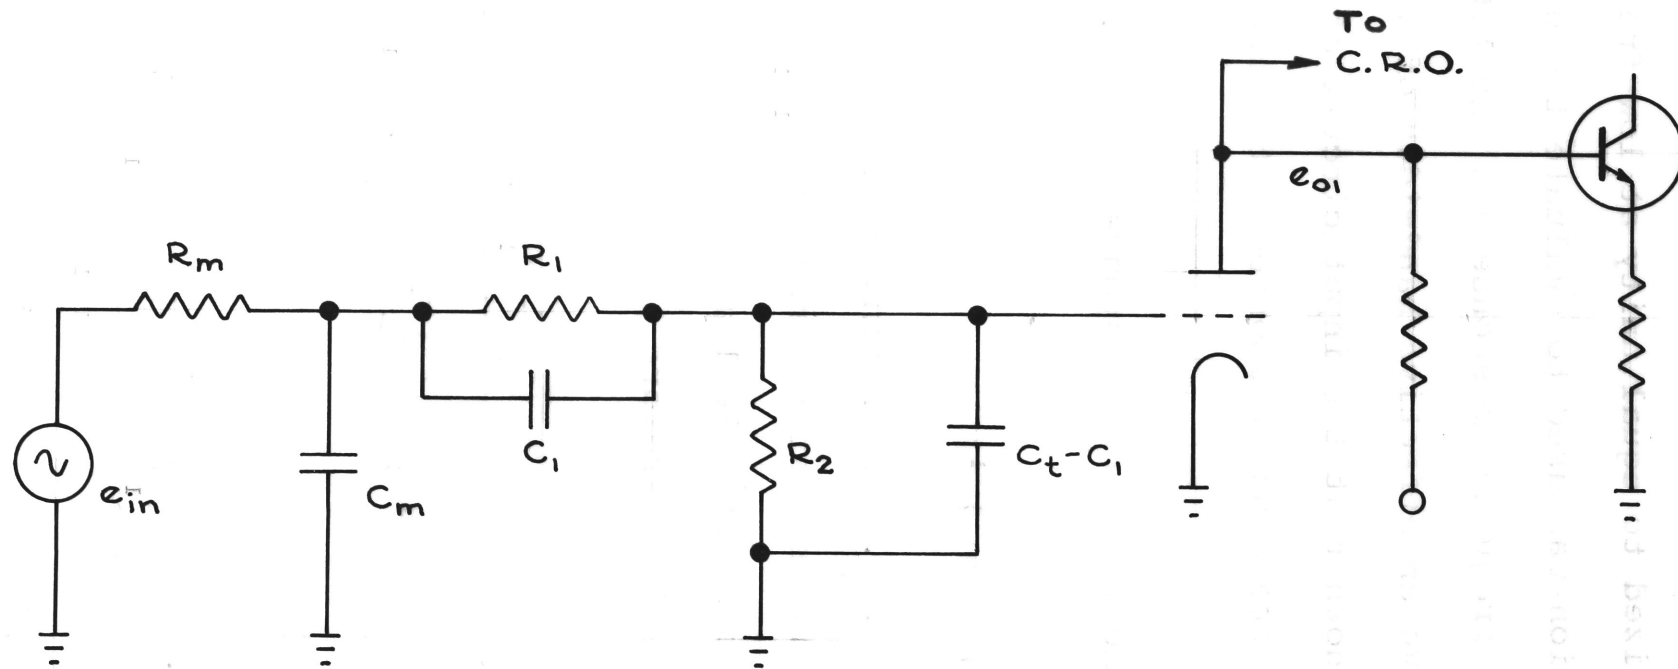 To
C.R.O.
e01
Rm
R1
C1
R2
Ct-C1
ein
Cm